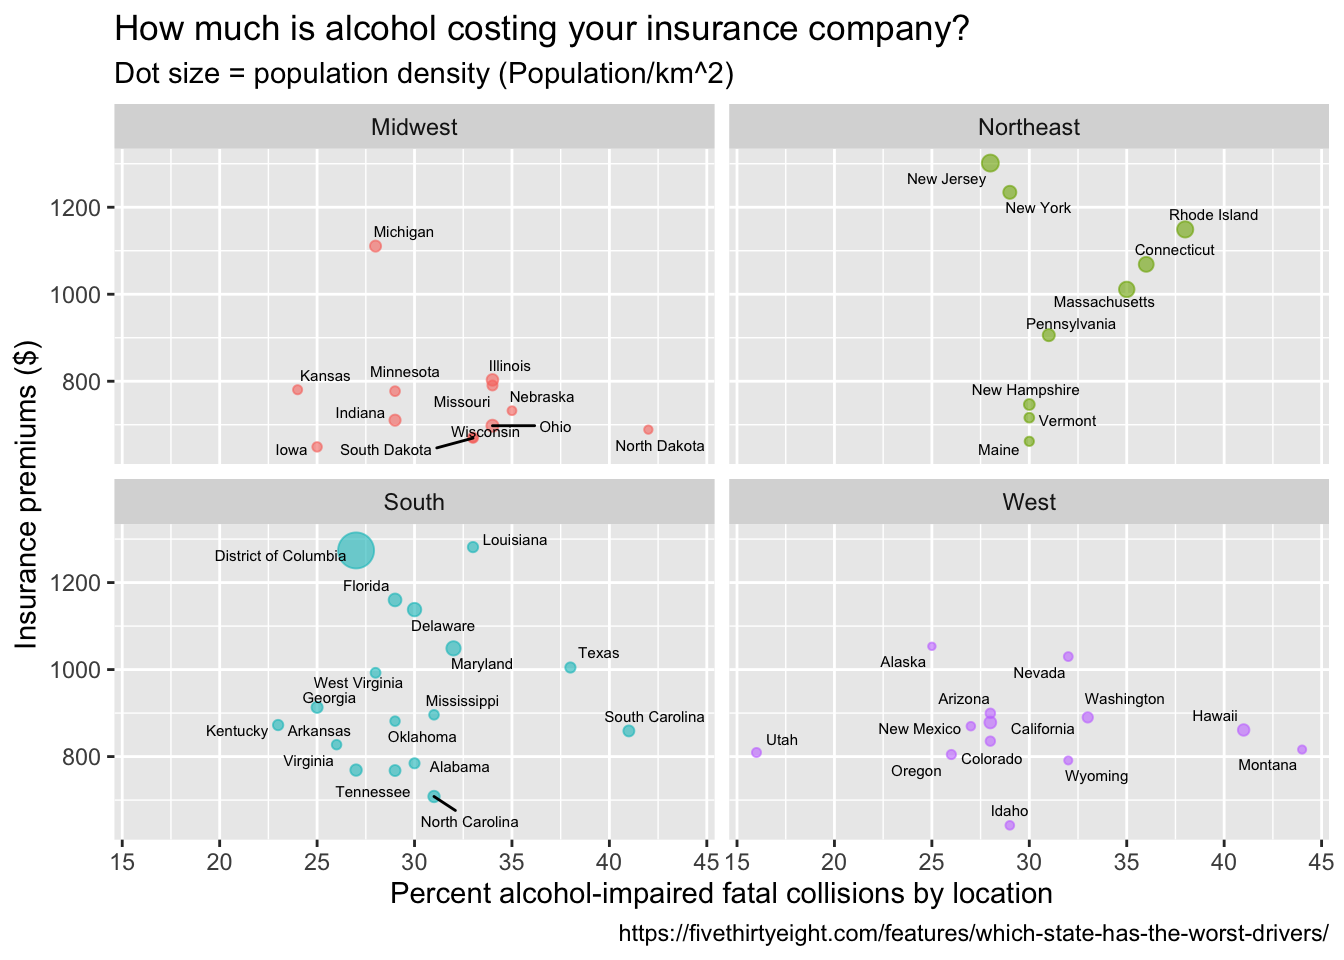 How much is alcohol costing your insurance company?
Dot size = population density (Population/km^2)
Midwest
Northeast
1200
1000
800
Michigan
Kansas
Minnesota
Illinois
Indiana
Missouri
Nebraska
Wisconsin
Ohio
Iowa
South Dakota
North Dakota
New Jersey
New York
Rhode Island
Connecticut
Massachusetts
Pennsylvania
New Hampshire
Vermont
Maine
Insurance premiums ($)
South
West
1200
1000
800
District of Columbia
Louisiana
Florida
Delaware
Maryland
Texas
West Virginia
Georgia
Mississippi
South Carolina
Kentucky
Arkansas
Oklahoma
Virginia
Alabama
Tennessee
North Carolina
Alaska
Nevada
Arizona
Washington
New Mexico
California
Hawaii
Utah
Colorado
Oregon
Wyoming
Montana
Idaho
15 20 25 30 35 40 45
15 20 25 30 35 40 45
Percent alcohol-impaired fatal collisions by location
https://fivethirtyeight.com/features/which-state-has-the-worst-drivers/